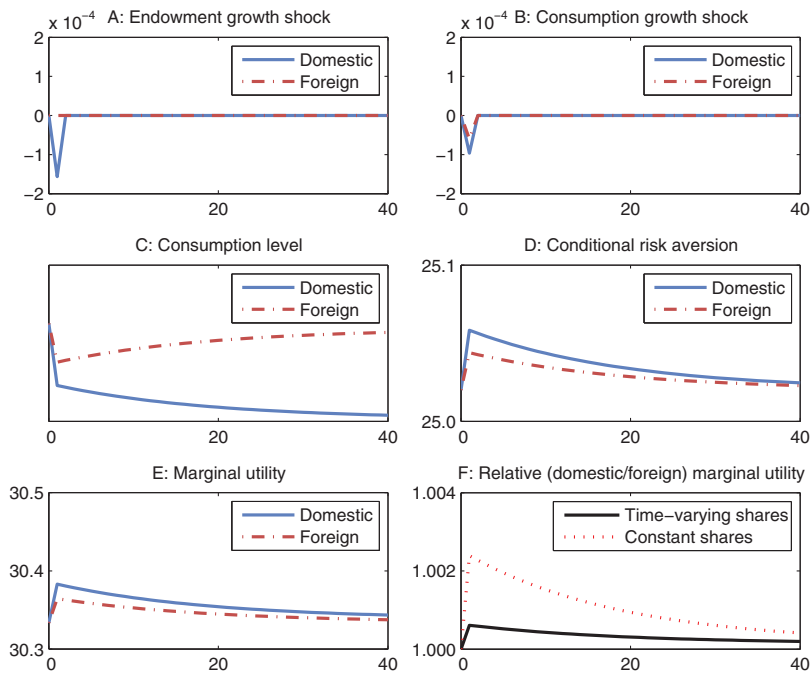 A: Endowment growth shock
x 10⁻⁴
2
1
0
−1
−2
0
20
40
Domestic
Foreign
B: Consumption growth shock
x 10⁻⁴
2
1
0
−1
−2
0
20
40
Domestic
Foreign
C: Consumption level
0
20
40
Domestic
Foreign
D: Conditional risk aversion
25.1
25.0
0
20
40
Domestic
Foreign
E: Marginal utility
30.5
30.4
30.3
0
20
40
Domestic
Foreign
F: Relative (domestic/foreign) marginal utility
1.004
1.002
1.000
0
20
40
Time−varying shares
Constant shares